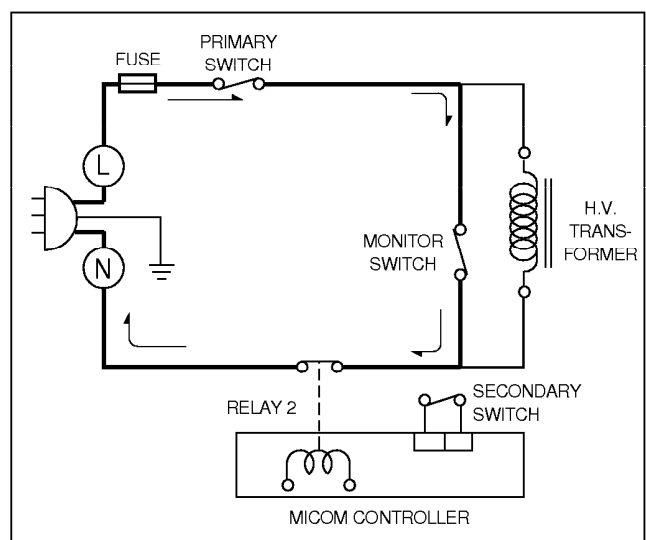 PRIMARY
SWITCH
FUSE
L
N
MONITOR
SWITCH
H.V.
TRANS-
FORMER
RELAY 2
SECONDARY
SWITCH
MICOM CONTROLLER